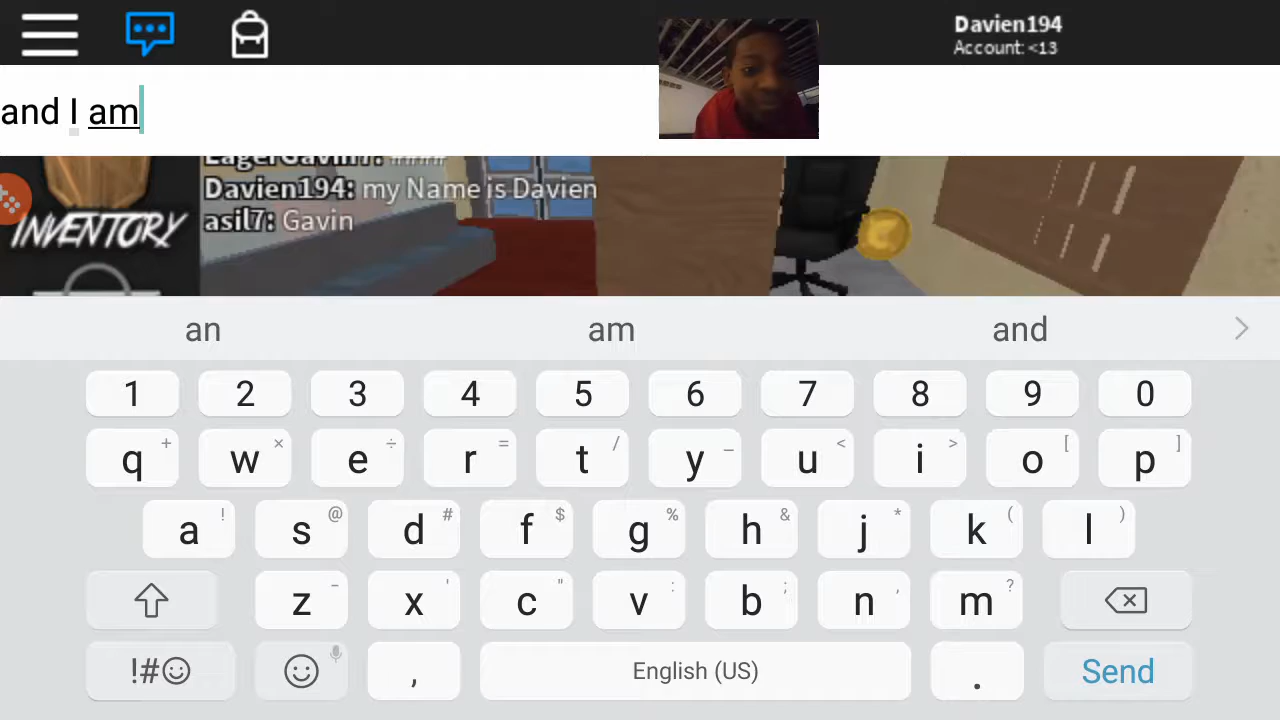 Davien194
Account: <13
and I am
EagerGavin7: ####
Davien194: my Name is Davien
asil7: Gavin
INVENTORY
an am and
1 2 3 4 5 6 7 8 9 0
q + w × e ÷ r = t / y _ u < i > o [ p ]
a ! s @ d # f $ g % h & j * k ( l )
z - x ' c " v : b ; n , m ?
!#☺ , English (US) . Send